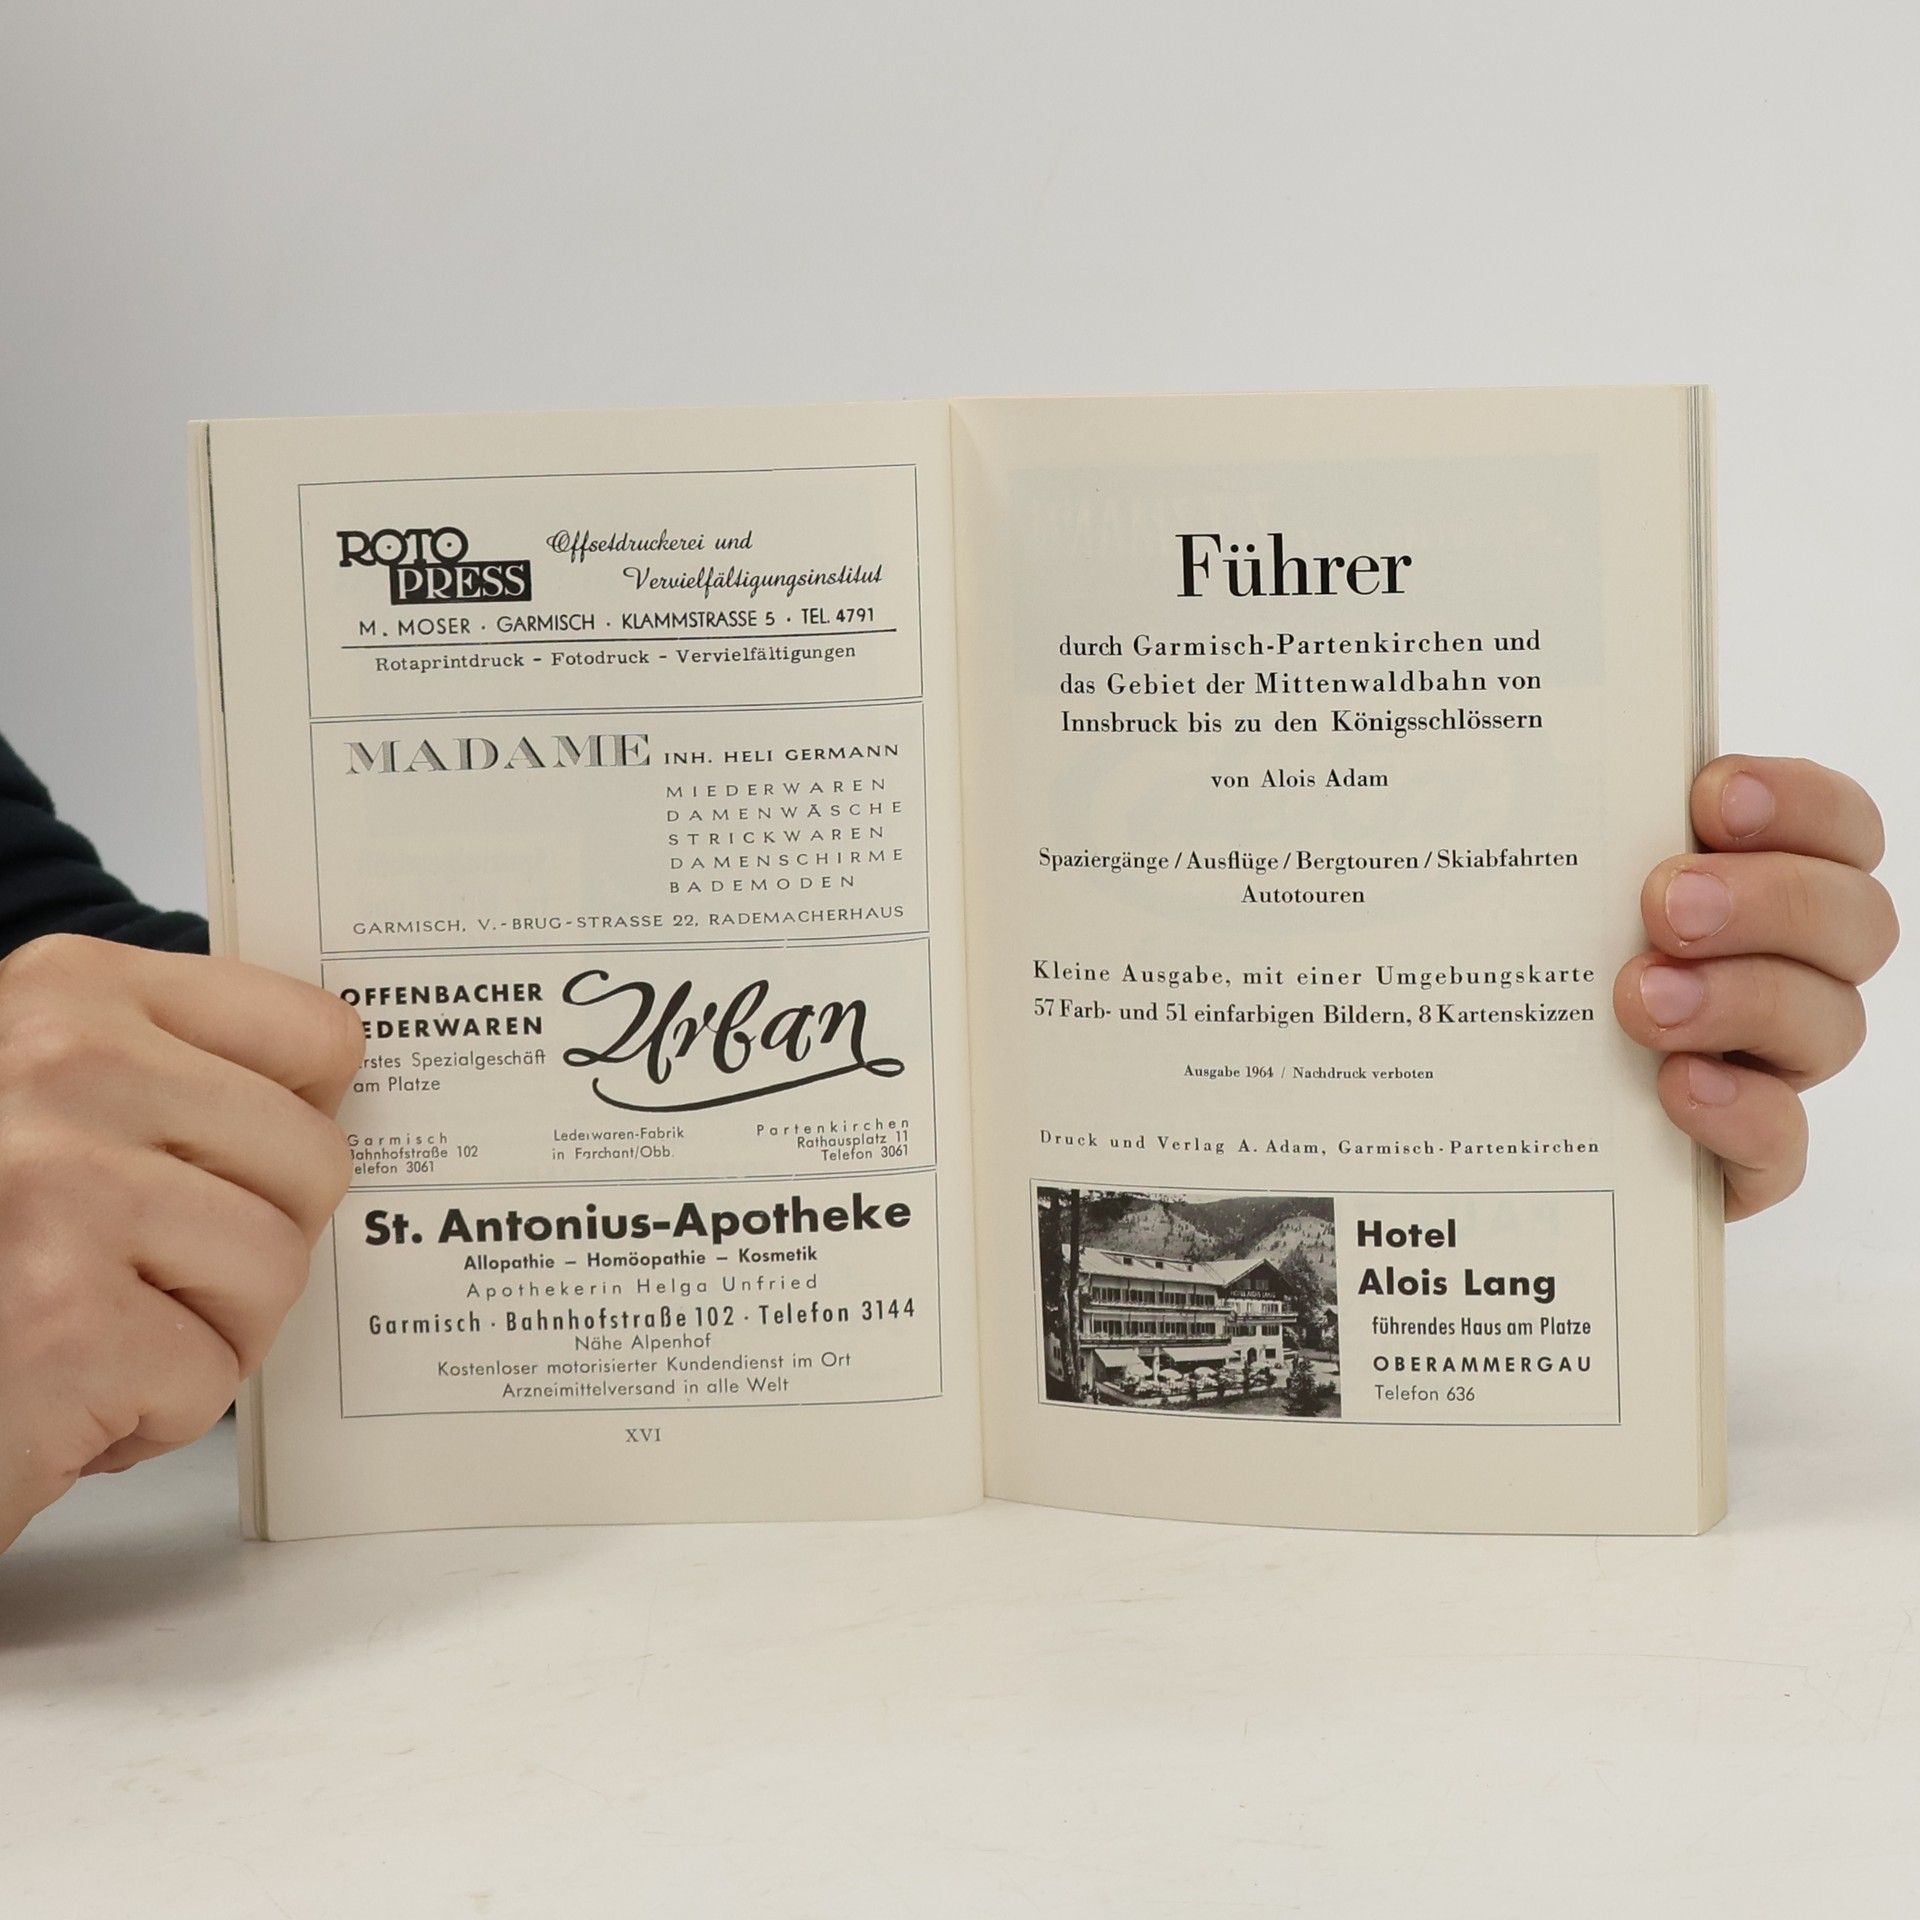 ROTO
PRESS
Offsetdruckerei und
Vervielfältigungsinstitut
M. MOSER · GARMISCH · KLAMMSTRASSE 5 · TEL. 4791
Rotaprintdruck - Fotodruck - Vervielfältigungen
MADAME INH. HELI GERMANN
MIEDERWAREN
DAMENWÄSCHE
STRICKWAREN
DAMENSCHIRME
BADEMODEN
GARMISCH, V.-BRUG-STRASSE 22, RADEMACHERHAUS
OFFENBACHER
EDERWAREN
rstes Spezialgeschäft
am Platze
Urban
Garmisch
Bahnhofstraße 102
elefon 3061
Lederwaren-Fabrik
in Farchant/Obb.
Partenkirchen
Rathausplatz 11
Telefon 3061
St. Antonius-Apotheke
Allopathie – Homöopathie – Kosmetik
Apothekerin Helga Unfried
Garmisch · Bahnhofstraße 102 · Telefon 3144
Nähe Alpenhof
Kostenloser motorisierter Kundendienst im Ort
Arzneimittelversand in alle Welt
XVI
Führer
durch Garmisch-Partenkirchen und
das Gebiet der Mittenwaldbahn von
Innsbruck bis zu den Königsschlössern
von Alois Adam
Spaziergänge / Ausflüge / Bergtouren / Skiabfahrten
Autotouren
Kleine Ausgabe, mit einer Umgebungskarte
57 Farb- und 51 einfarbigen Bildern, 8 Kartenskizzen
Ausgabe 1964 / Nachdruck verboten
Druck und Verlag A. Adam, Garmisch-Partenkirchen
HOTEL ALOIS LANG
Hotel
Alois Lang
führendes Haus am Platze
OBERAMMERGAU
Telefon 636